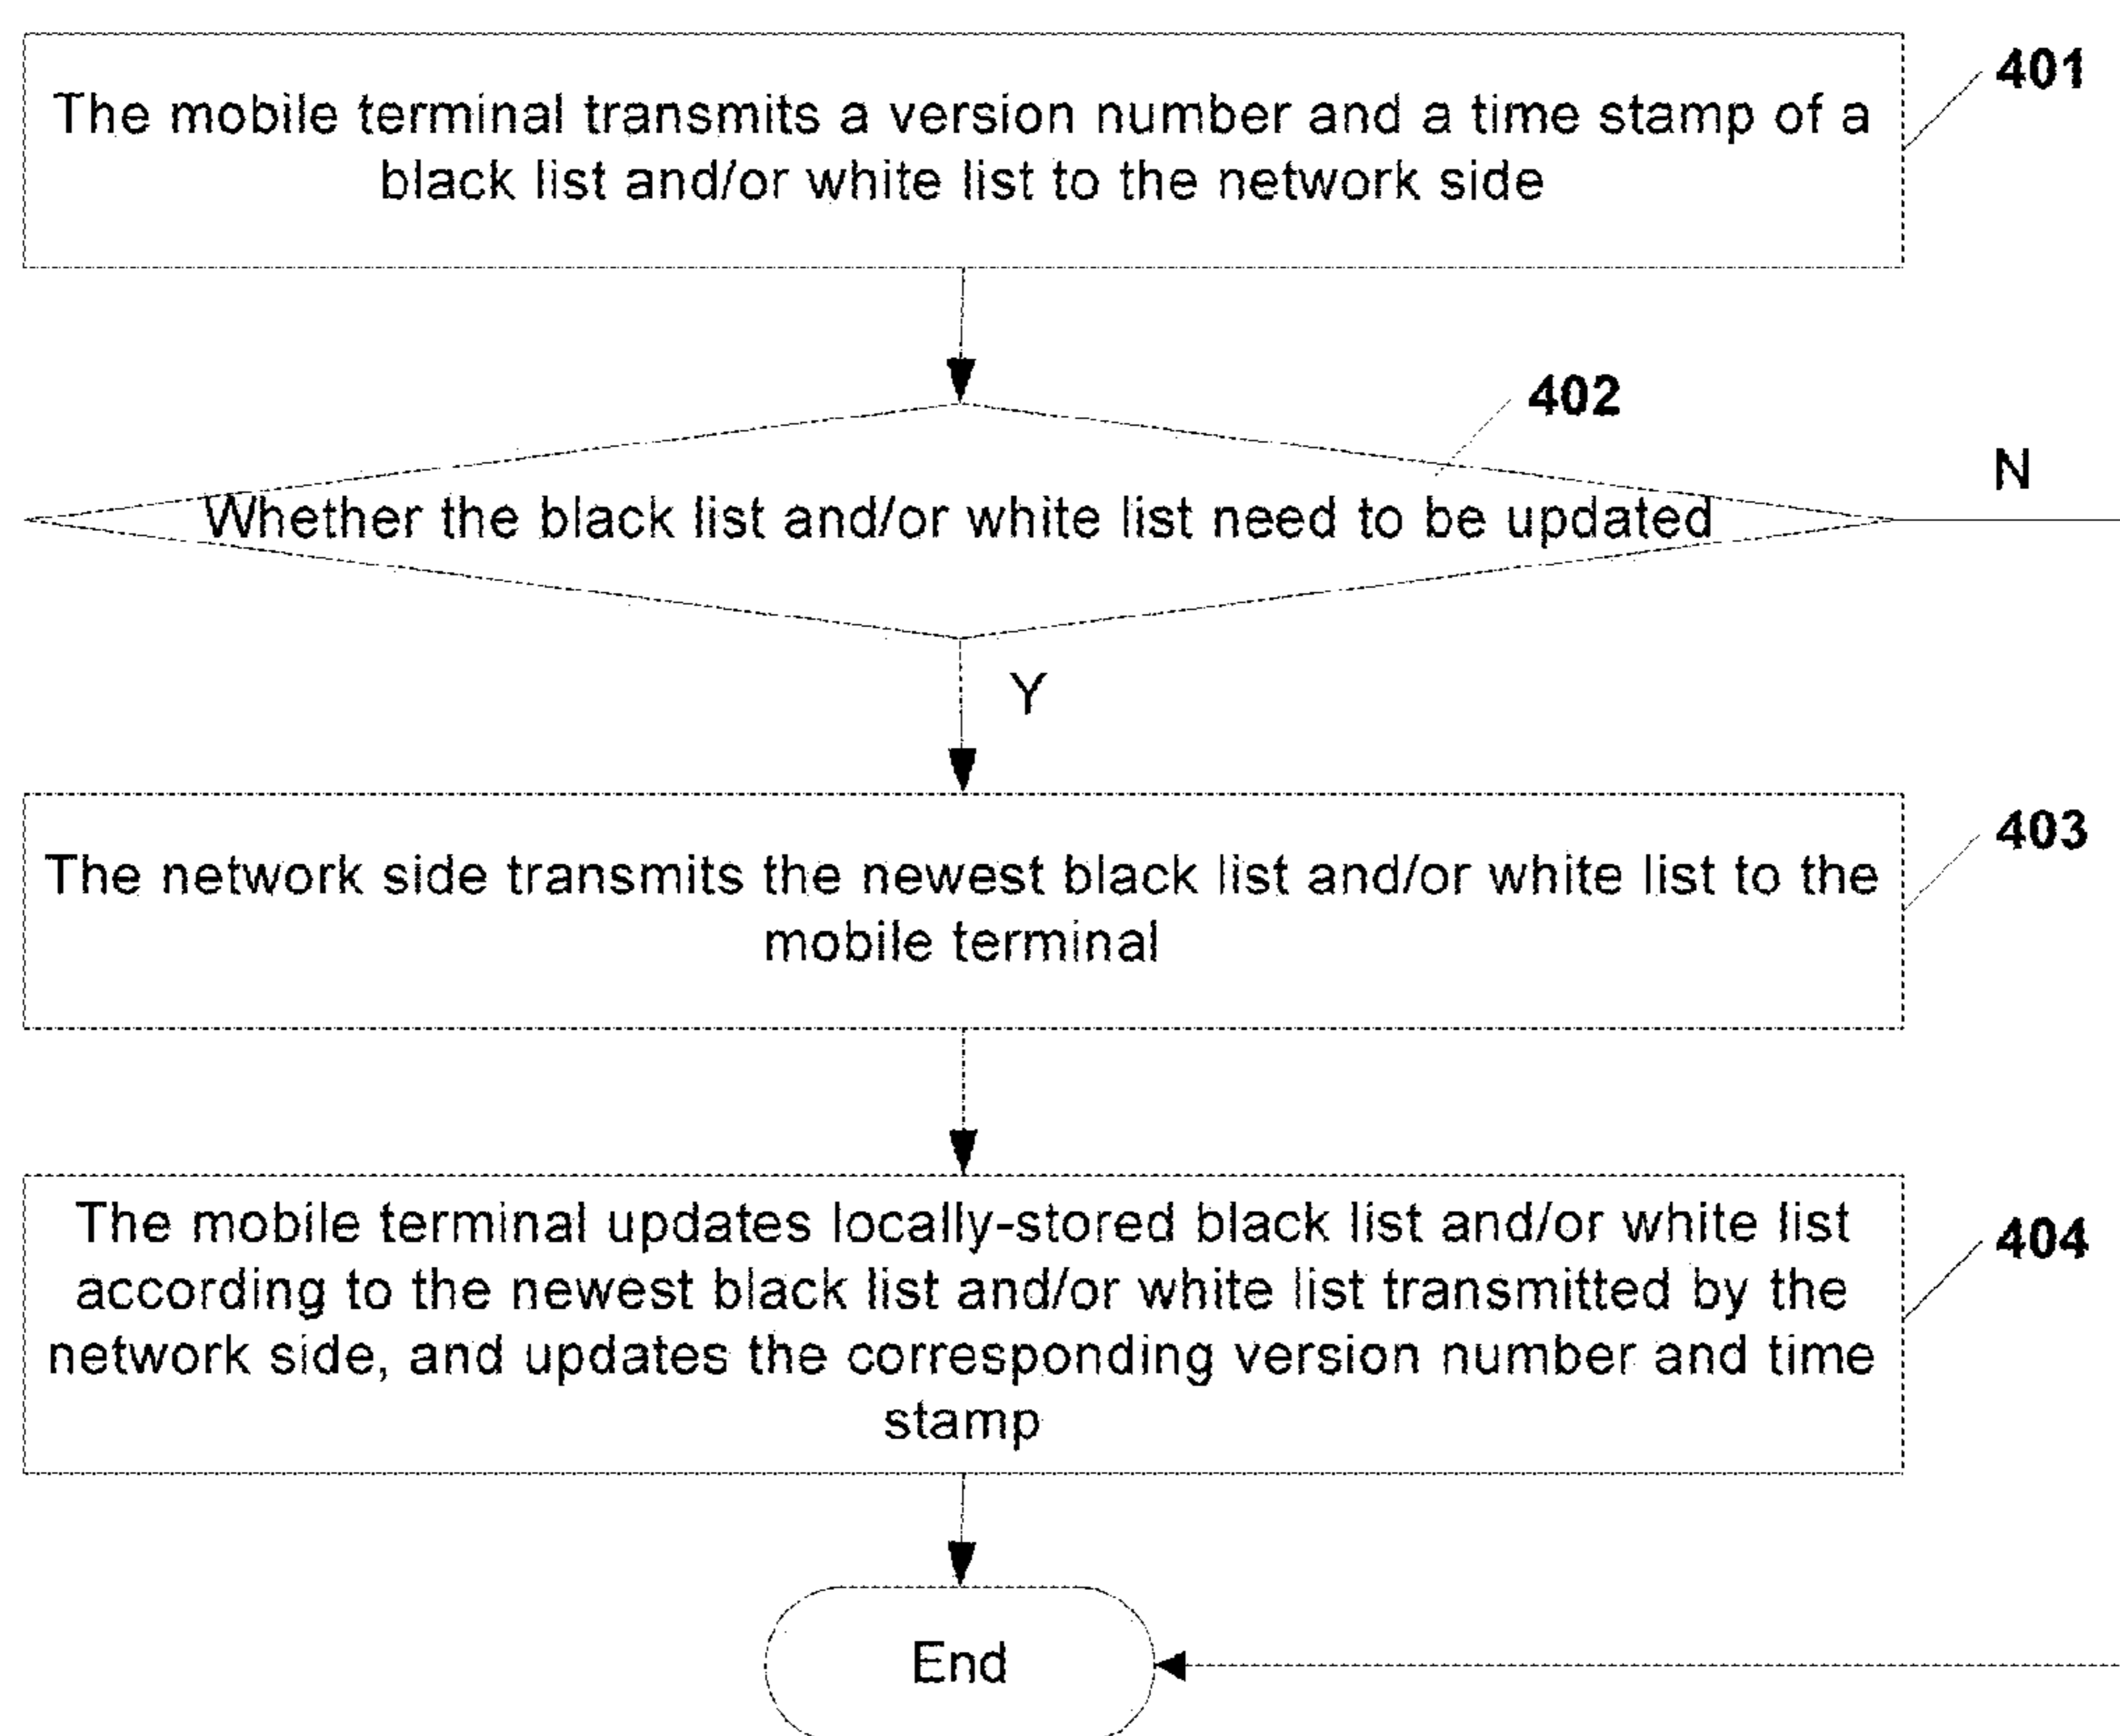 The mobile terminal transmits a version number and a time stamp of a
black list and/or white list to the network side
401
402
Whether the black list and/or white list need to be updated
N
Y
The network side transmits the newest black list and/or white list to the
mobile terminal
403
The mobile terminal updates locally-stored black list and/or white list
according to the newest black list and/or white list transmitted by the
network side, and updates the corresponding version number and time
stamp
404
End